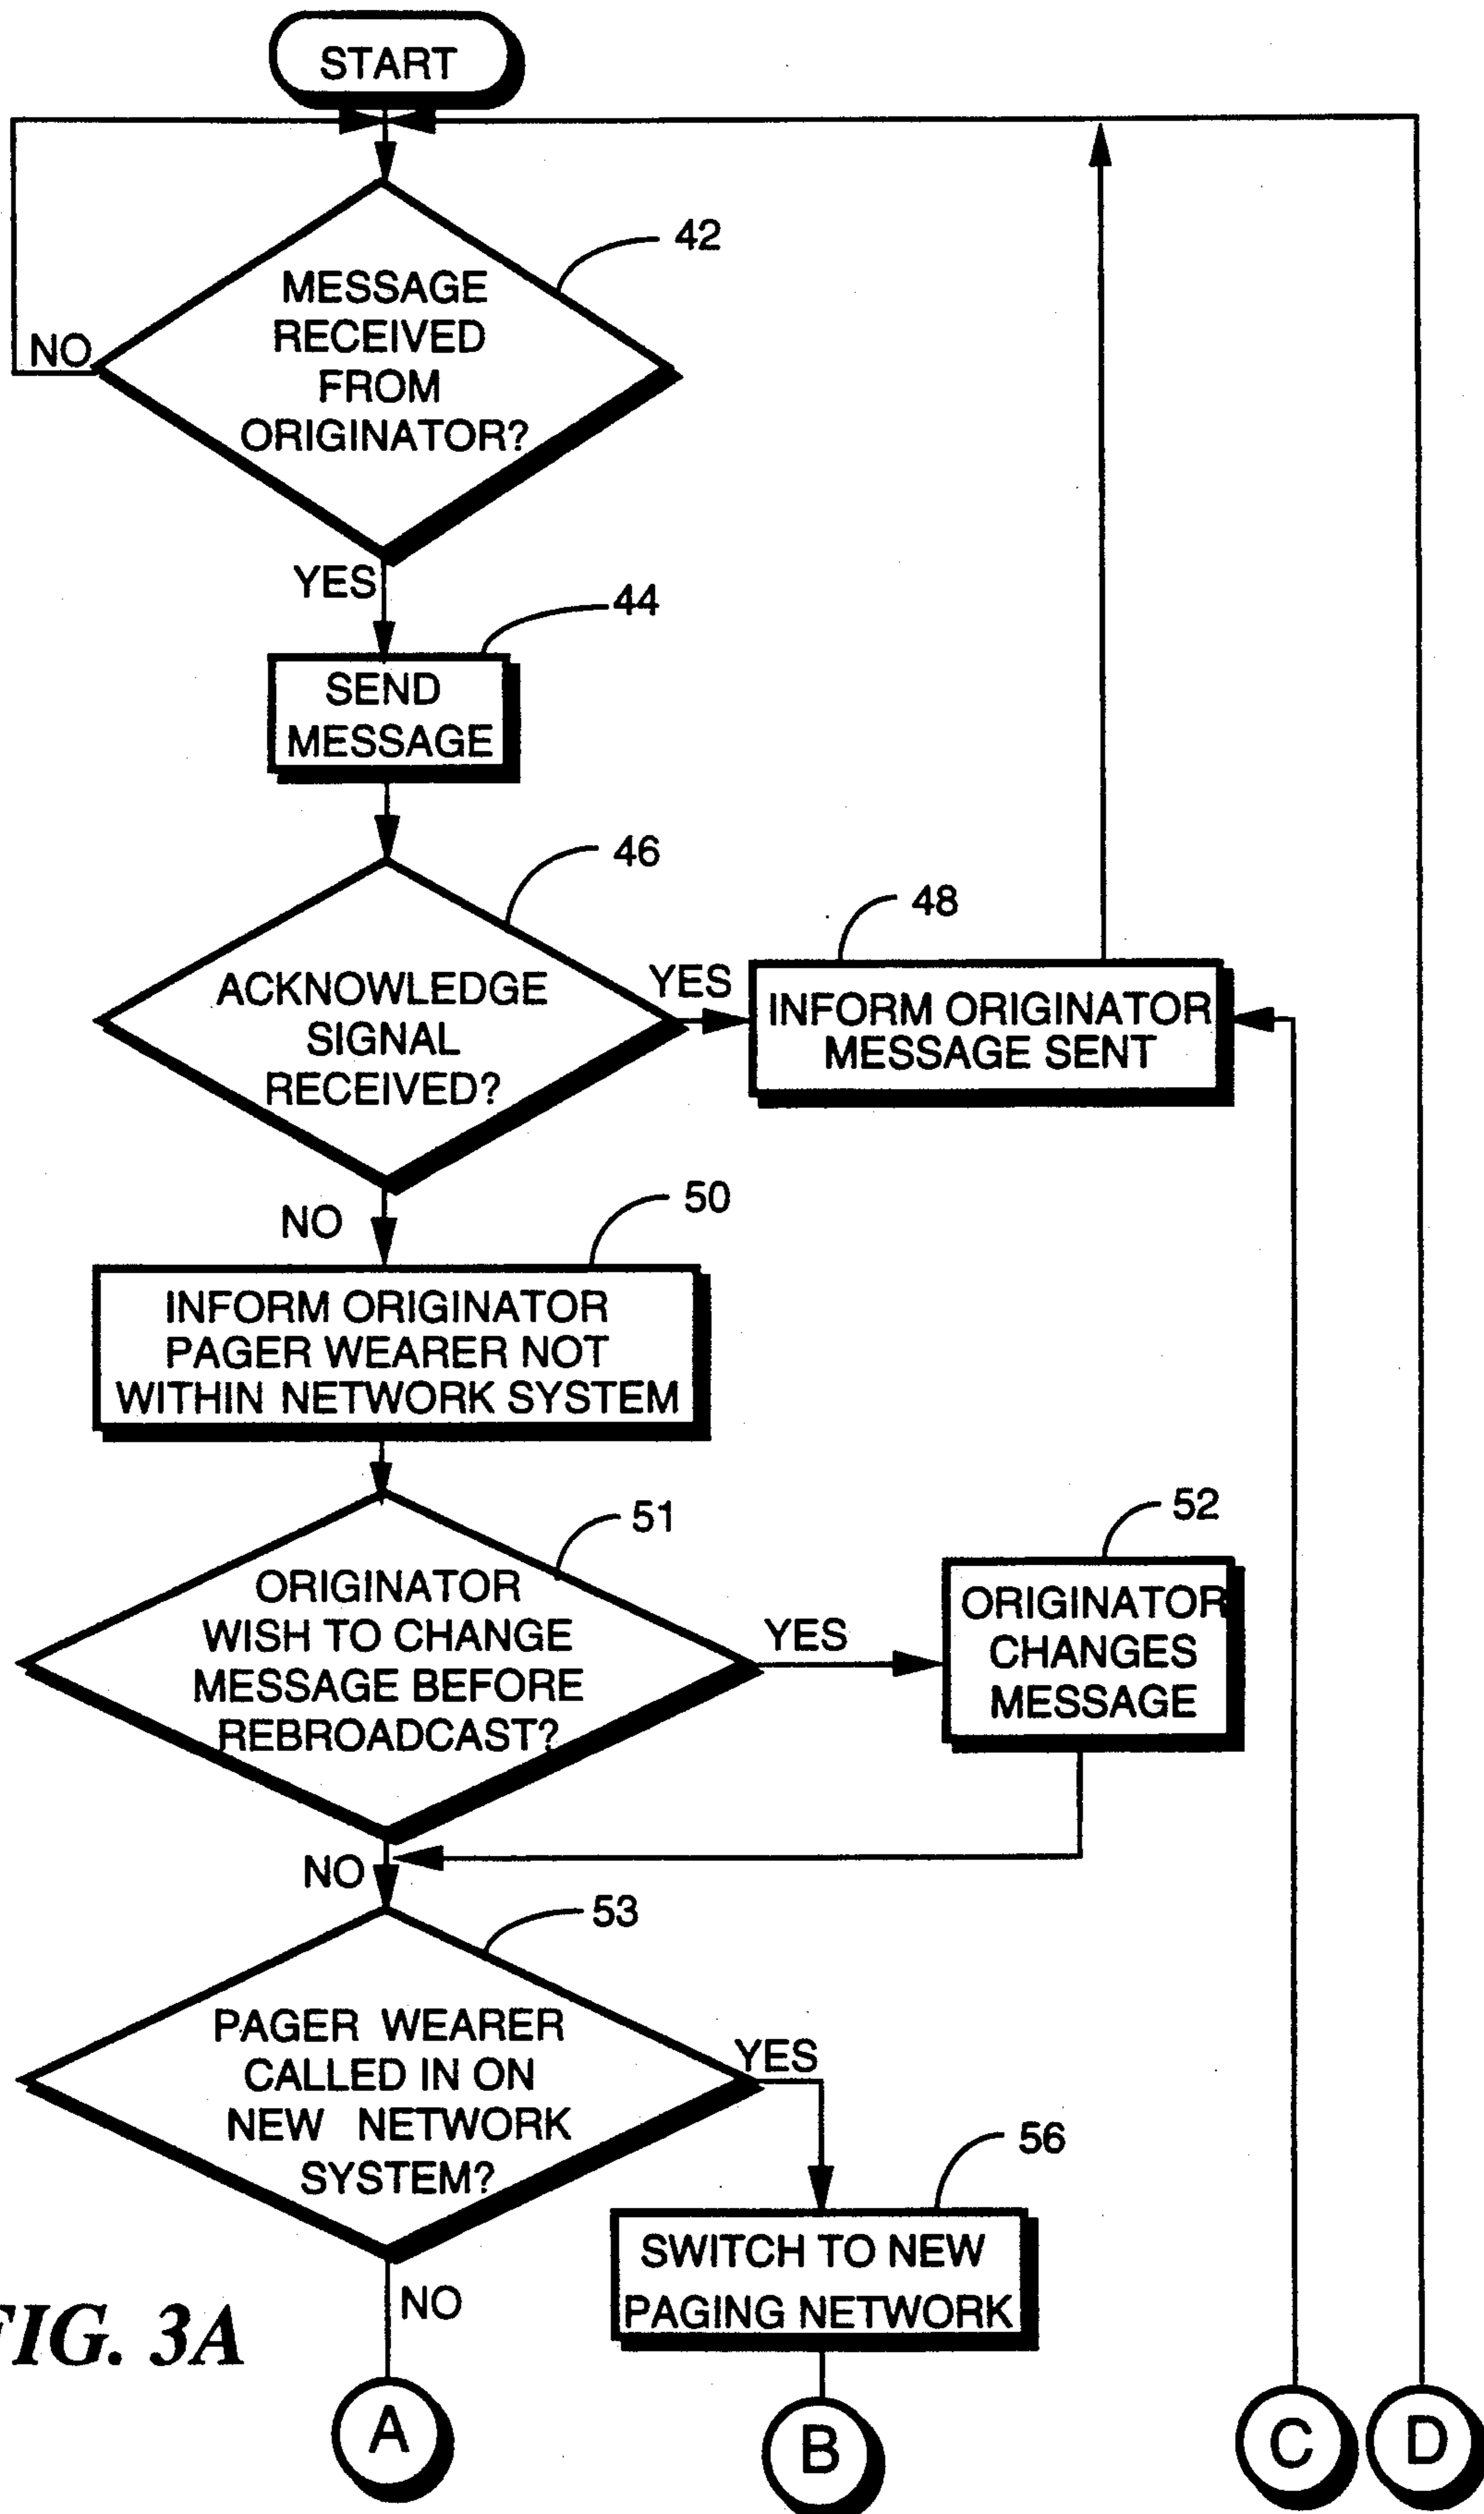 START
42
MESSAGE
RECEIVED
FROM
ORIGINATOR?
NO
YES
44
SEND
MESSAGE
46
ACKNOWLEDGE
SIGNAL
RECEIVED?
YES
48
INFORM ORIGINATOR
MESSAGE SENT
NO
50
INFORM ORIGINATOR
PAGER WEARER NOT
WITHIN NETWORK SYSTEM
51
ORIGINATOR
WISH TO CHANGE
MESSAGE BEFORE
REBROADCAST?
YES
52
ORIGINATOR
CHANGES
MESSAGE
NO
53
PAGER WEARER
CALLED IN ON
NEW NETWORK
SYSTEM?
YES
56
SWITCH TO NEW
PAGING NETWORK
NO
FIG. 3A
A
B
C
D